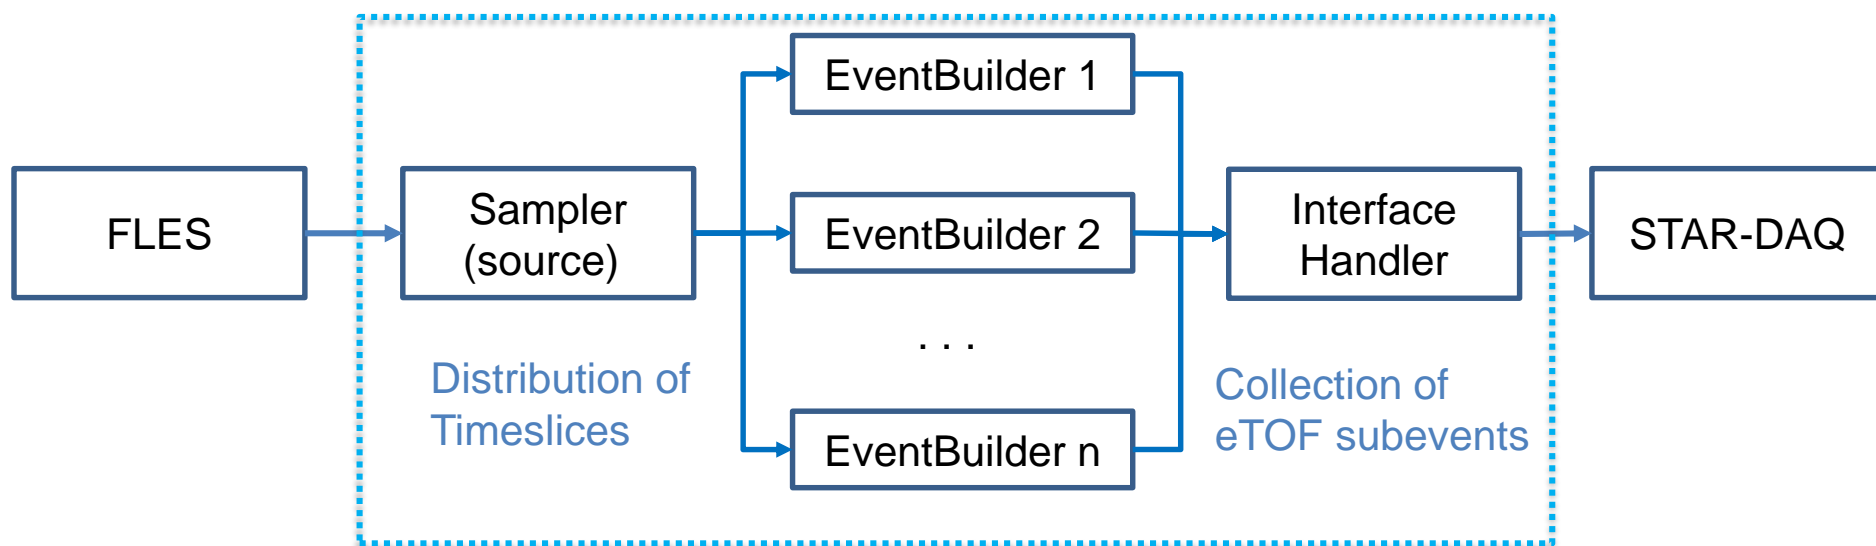 FLES
Sampler
(source)
Distribution of
Timeslices
EventBuilder 1
EventBuilder 2
. . .
EventBuilder n
Interface
Handler
Collection of
eTOF subevents
STAR-DAQ